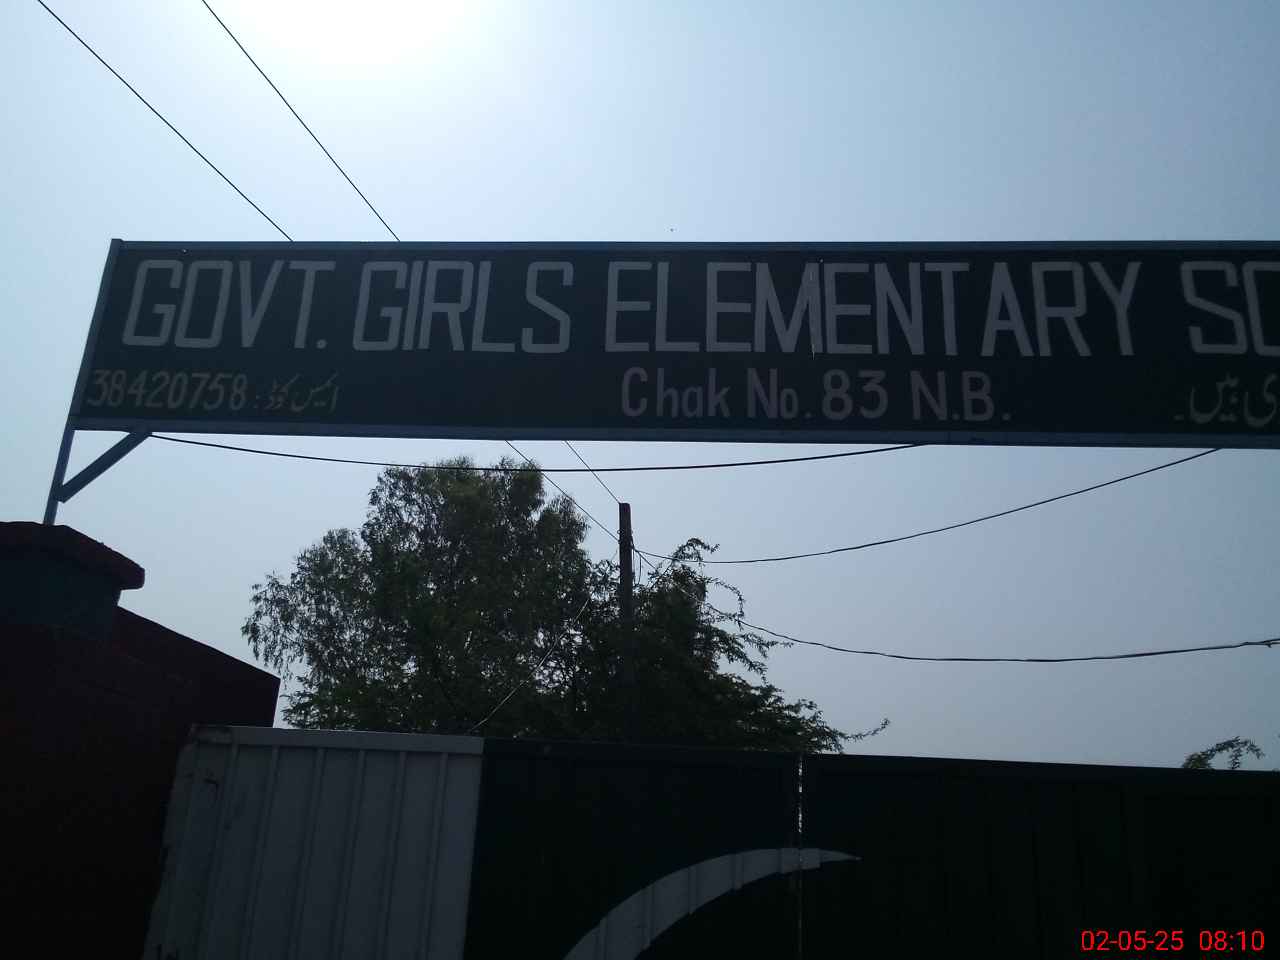 GOVT. GIRLS ELEMENTARY SC
38420758 : ایمس کوڈ
Chak No. 83 N.B.
02-05-25 08:10